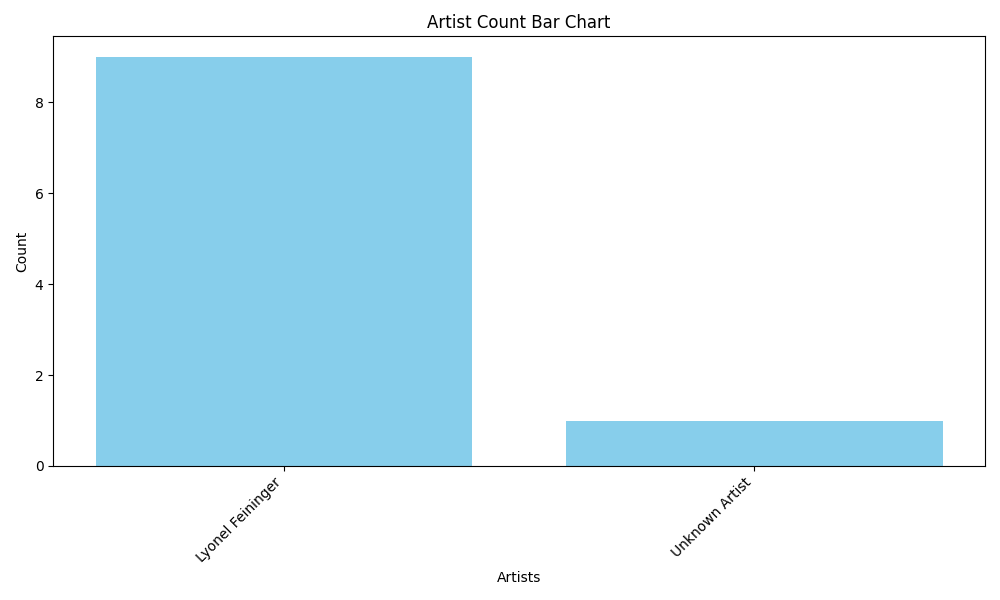 Artist Count Bar Chart
Count
8
6
4
2
0
Lyonel Feininger
Unknown Artist
Artists